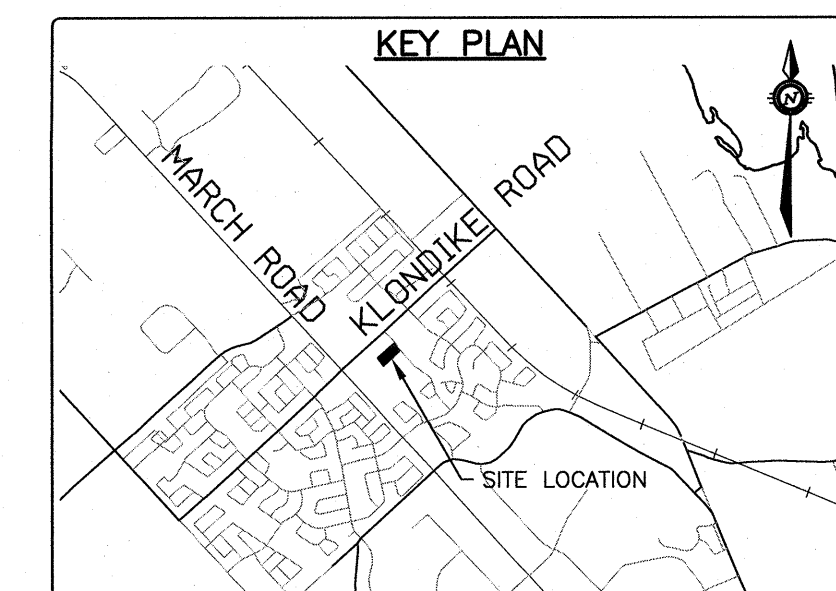 KEY PLAN
N
MARCH ROAD
KLONDIKE ROAD
SITE LOCATION